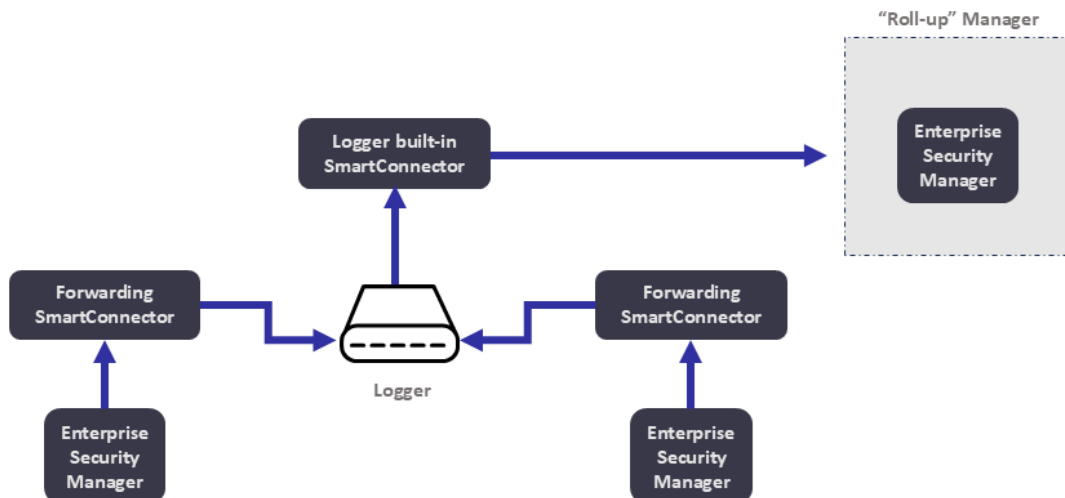 “Roll-up” Manager
Logger built-in
SmartConnector
Enterprise
Security
Manager
Forwarding
SmartConnector
Forwarding
SmartConnector
Logger
Enterprise
Security
Manager
Enterprise
Security
Manager